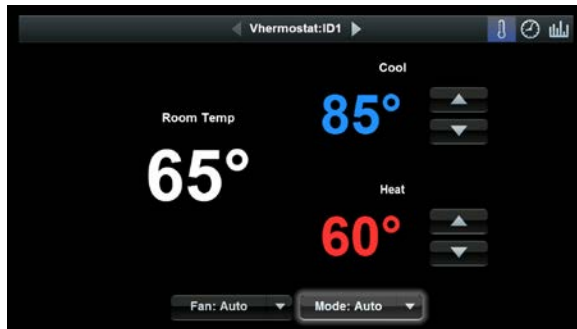 Vhermostat:ID1
Cool
85°
Room Temp
65°
Heat
60°
Fan: Auto
Mode: Auto